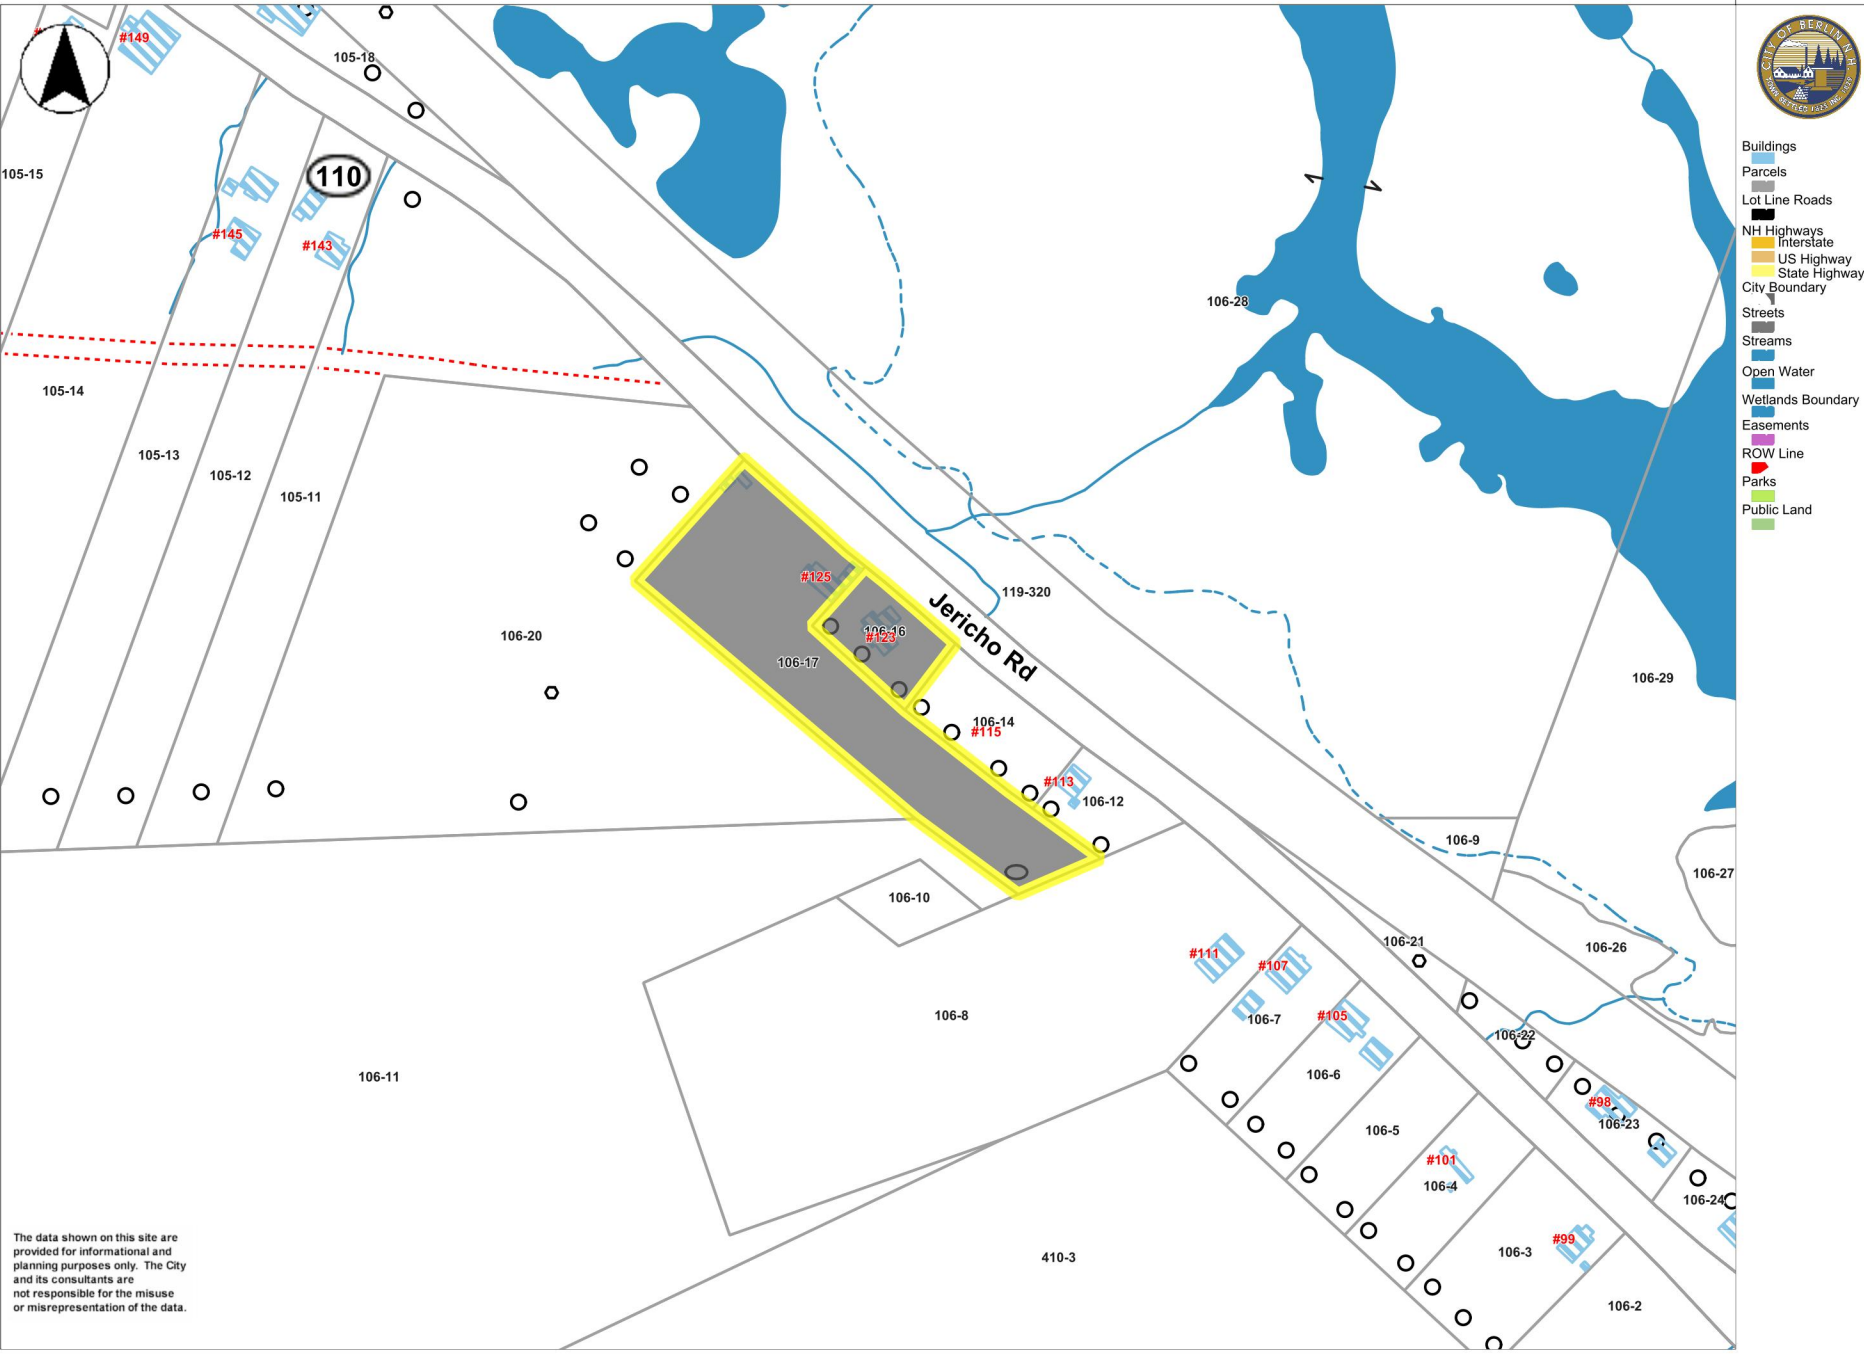 #149
105-18
105-15
110
#145
#143
105-14
105-13
105-12
105-11
106-28
#125
106-16
#123
106-17
Jericho Rd
119-320
106-20
106-29
106-14
#115
#113
106-12
106-9
106-27
106-10
106-21
106-26
#111
#107
106-7
#105
106-8
106-22
106-11
106-6
#98
106-23
106-5
#101
106-4
106-24
#99
106-3
410-3
106-2
CITY OF BERLIN N.H.
Buildings
Parcels
Lot Line Roads
NH Highways
Interstate
US Highway
State Highway
City Boundary
Streets
Streams
Open Water
Wetlands Boundary
Easements
ROW Line
Parks
Public Land
The data shown on this site are
provided for informational and
planning purposes only. The City
and its consultants are
not responsible for the misuse
or misrepresentation of the data.